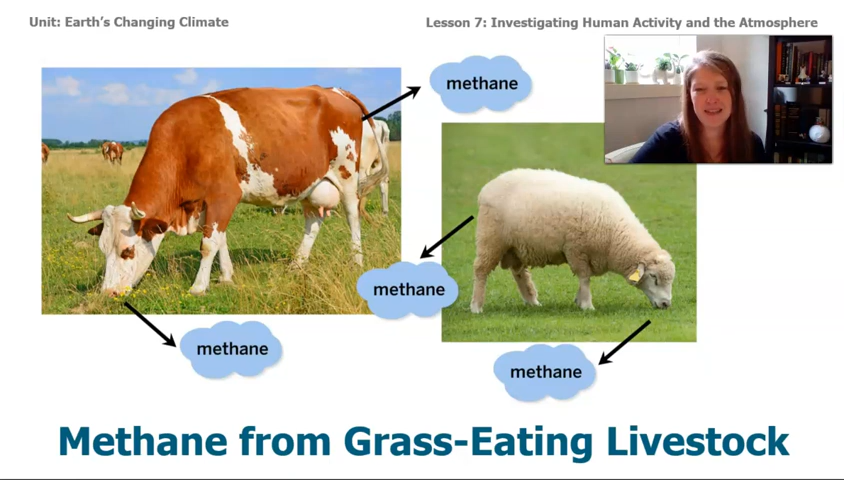 Unit: Earth's Changing Climate
Lesson 7: Investigating Human Activity and the Atmosphere
methane
methane
methane
methane
Methane from Grass-Eating Livestock